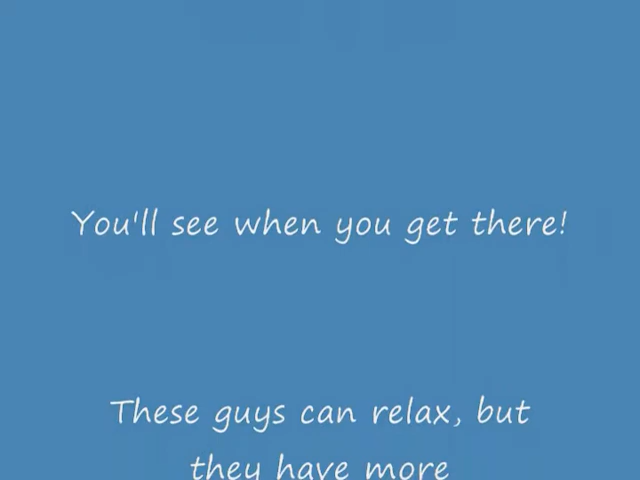 You'll see when you get there!
These guys can relax, but
they have more